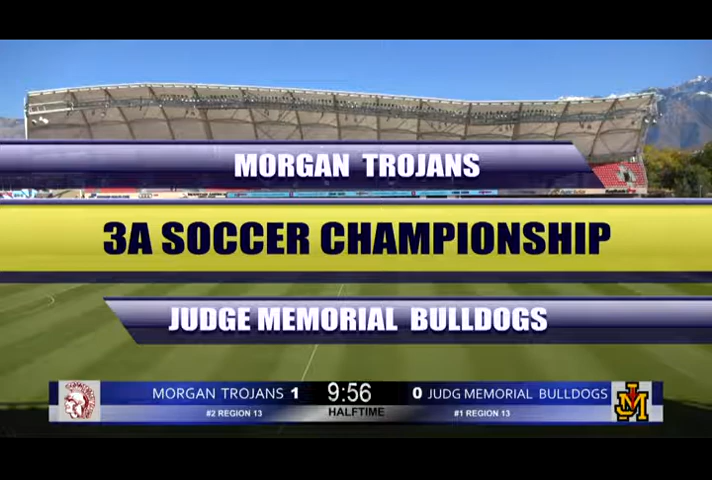 MORGAN TROJANS
3A SOCCER CHAMPIONSHIP
JUDGE MEMORIAL BULLDOGS
MORGAN TROJANS 1 9:56 0 JUDG MEMORIAL BULLDOGS
#2 REGION 13 HALFTIME #1 REGION 13
JM